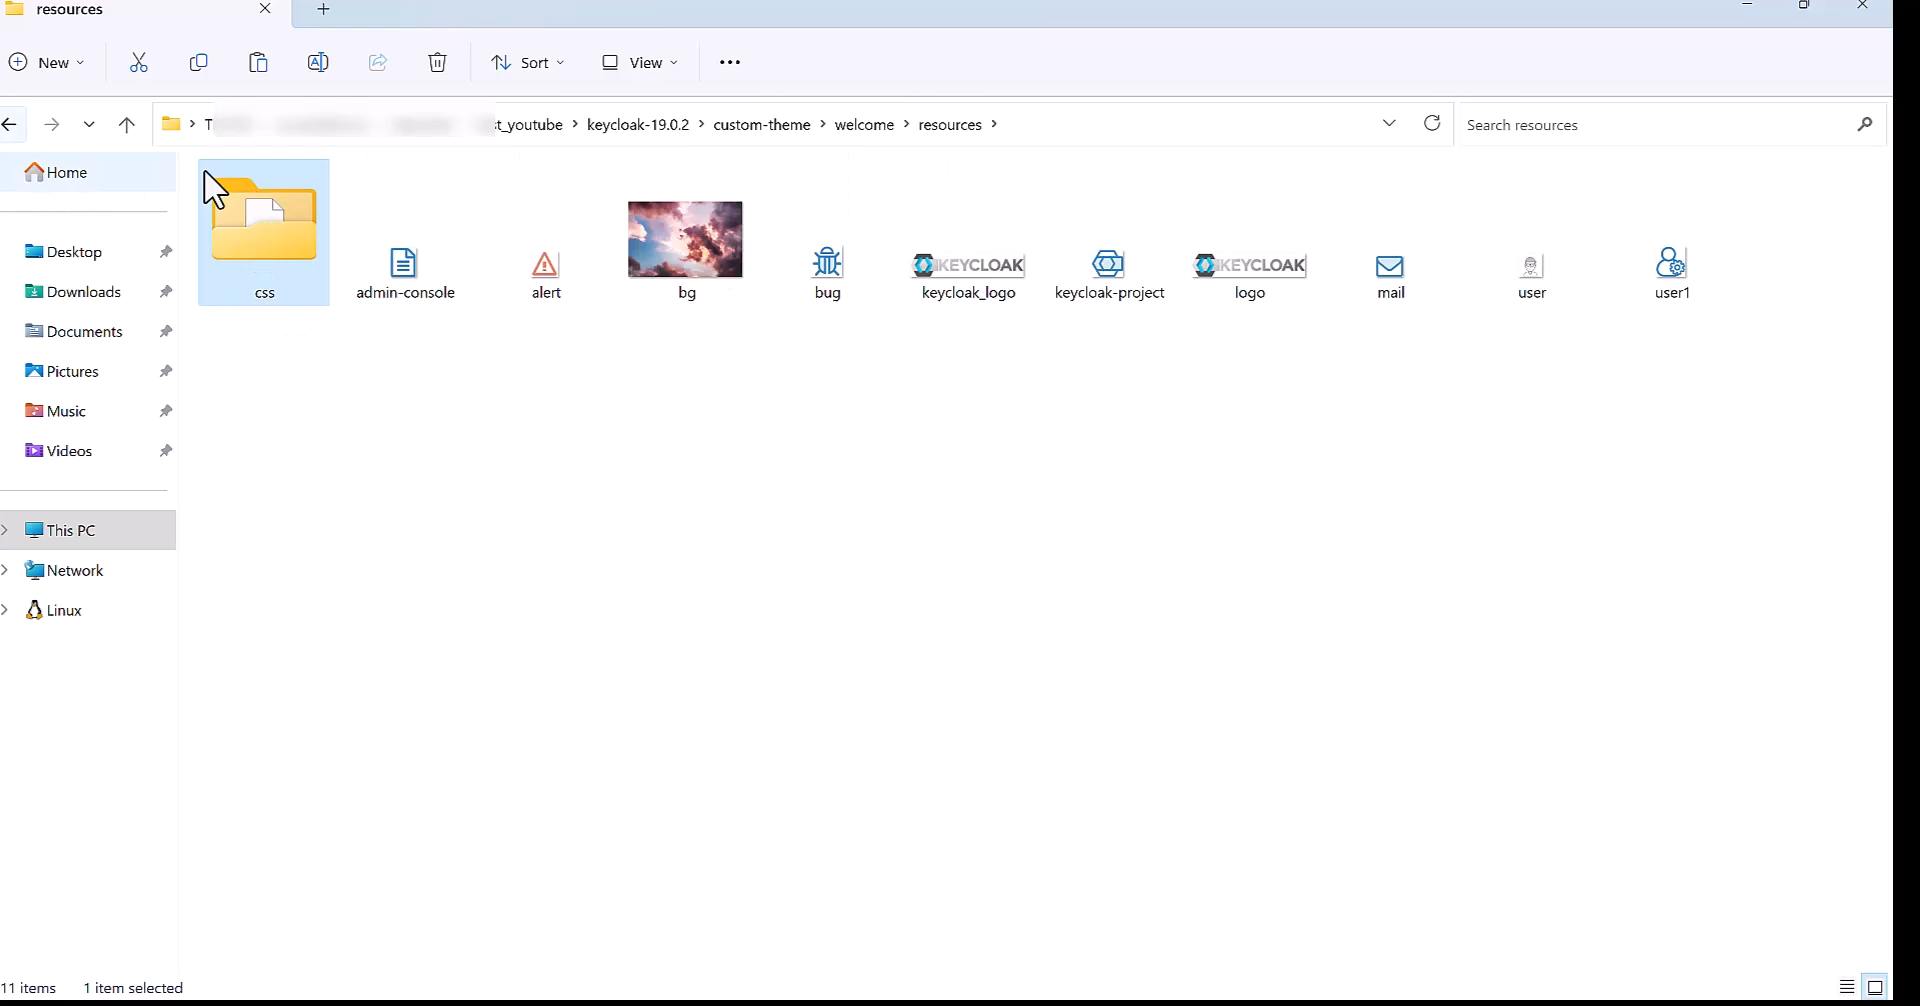 resources
New
Sort
View
t_youtube > keycloak-19.0.2 > custom-theme > welcome > resources >
Search resources
Home
Desktop
Downloads
Documents
Pictures
Music
Videos
This PC
Network
Linux
KEYCLOAK
KEYCLOAK
css
admin-console
alert
bg
bug
keycloak_logo
keycloak-project
logo
mail
user
user1
11 items
1 item selected